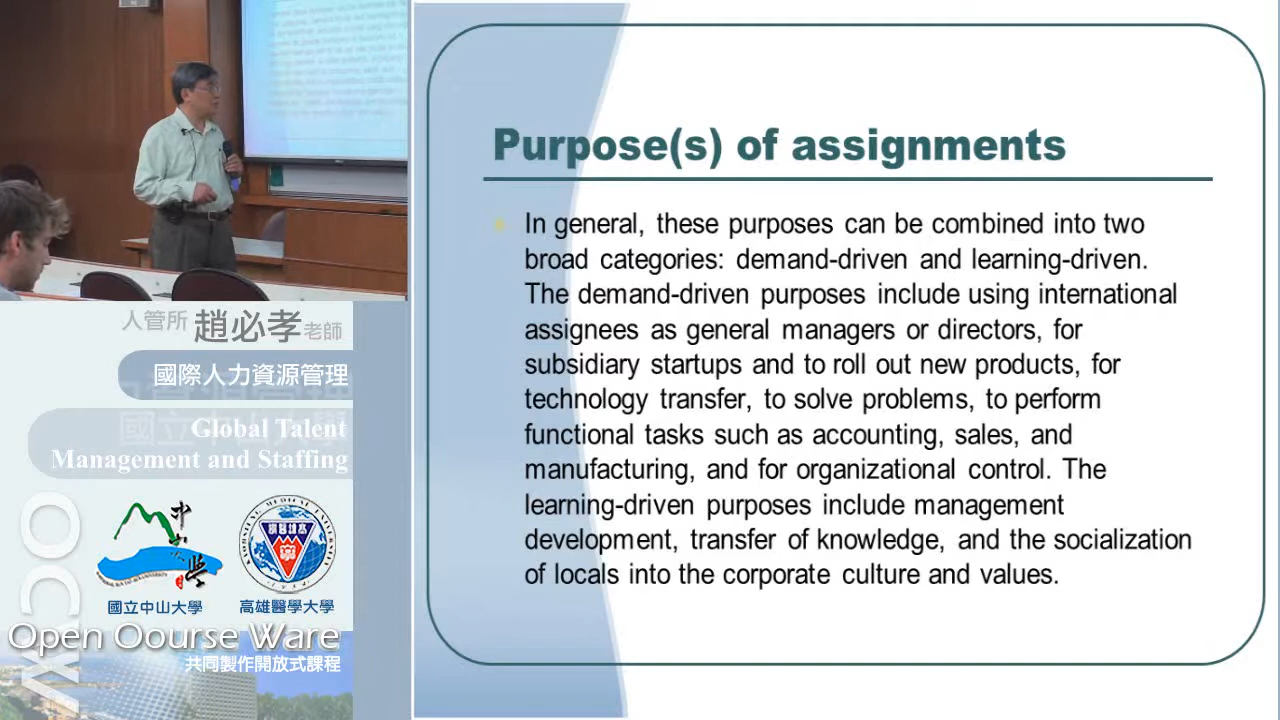 人管所 趙必孝 老師
國際人力資源管理
Global Talent
Management and Staffing
OCW
中山大學
國立中山大學
高雄醫學大學
Open Oourse Ware
共同製作開放式課程
Purpose(s) of assignments
In general, these purposes can be combined into two
broad categories: demand-driven and learning-driven.
The demand-driven purposes include using international
assignees as general managers or directors, for
subsidiary startups and to roll out new products, for
technology transfer, to solve problems, to perform
functional tasks such as accounting, sales, and
manufacturing, and for organizational control. The
learning-driven purposes include management
development, transfer of knowledge, and the socialization
of locals into the corporate culture and values.